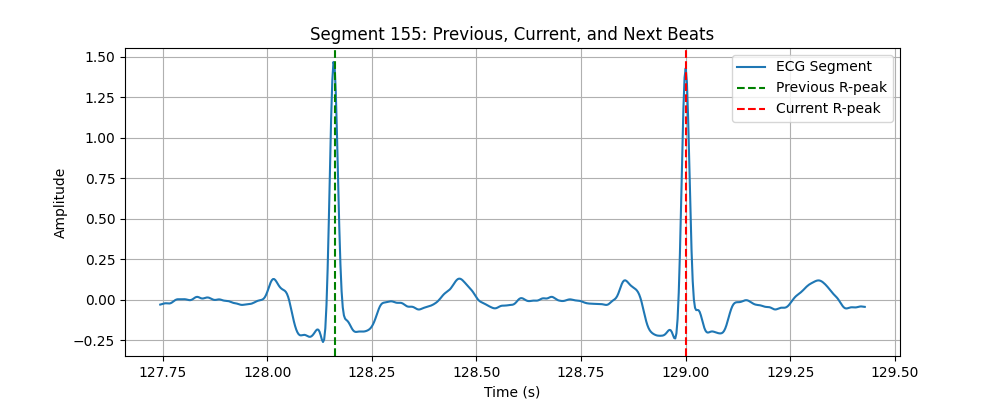 Segment 155: Previous, Current, and Next Beats
1.50
1.25
1.00
0.75
0.50
0.25
0.00
−0.25
Amplitude
ECG Segment
Previous R-peak
Current R-peak
127.75 128.00 128.25 128.50 128.75 129.00 129.25 129.50
Time (s)